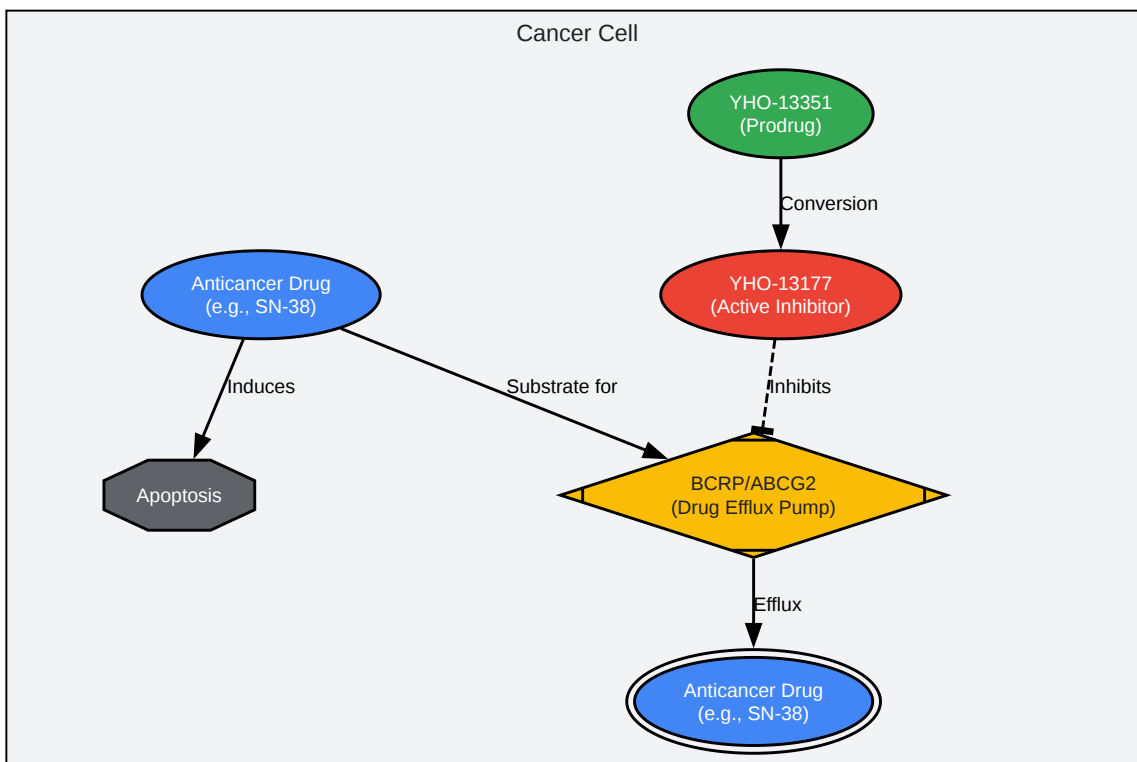 Cancer Cell
YHO-13351
(Prodrug)
Conversion
Anticancer Drug
(e.g., SN-38)
YHO-13177
(Active Inhibitor)
Induces
Substrate for
Inhibits
Apoptosis
BCRP/ABCG2
(Drug Efflux Pump)
Efflux
Anticancer Drug
(e.g., SN-38)